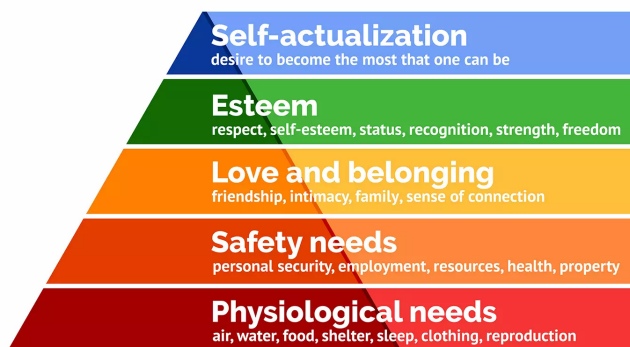 Self-actualization
desire to become the most that one can be
Esteem
respect, self-esteem, status, recognition, strength, freedom
Love and belonging
friendship, intimacy, family, sense of connection
Safety needs
personal security, employment, resources, health, property
Physiological needs
air, water, food, shelter, sleep, clothing, reproduction